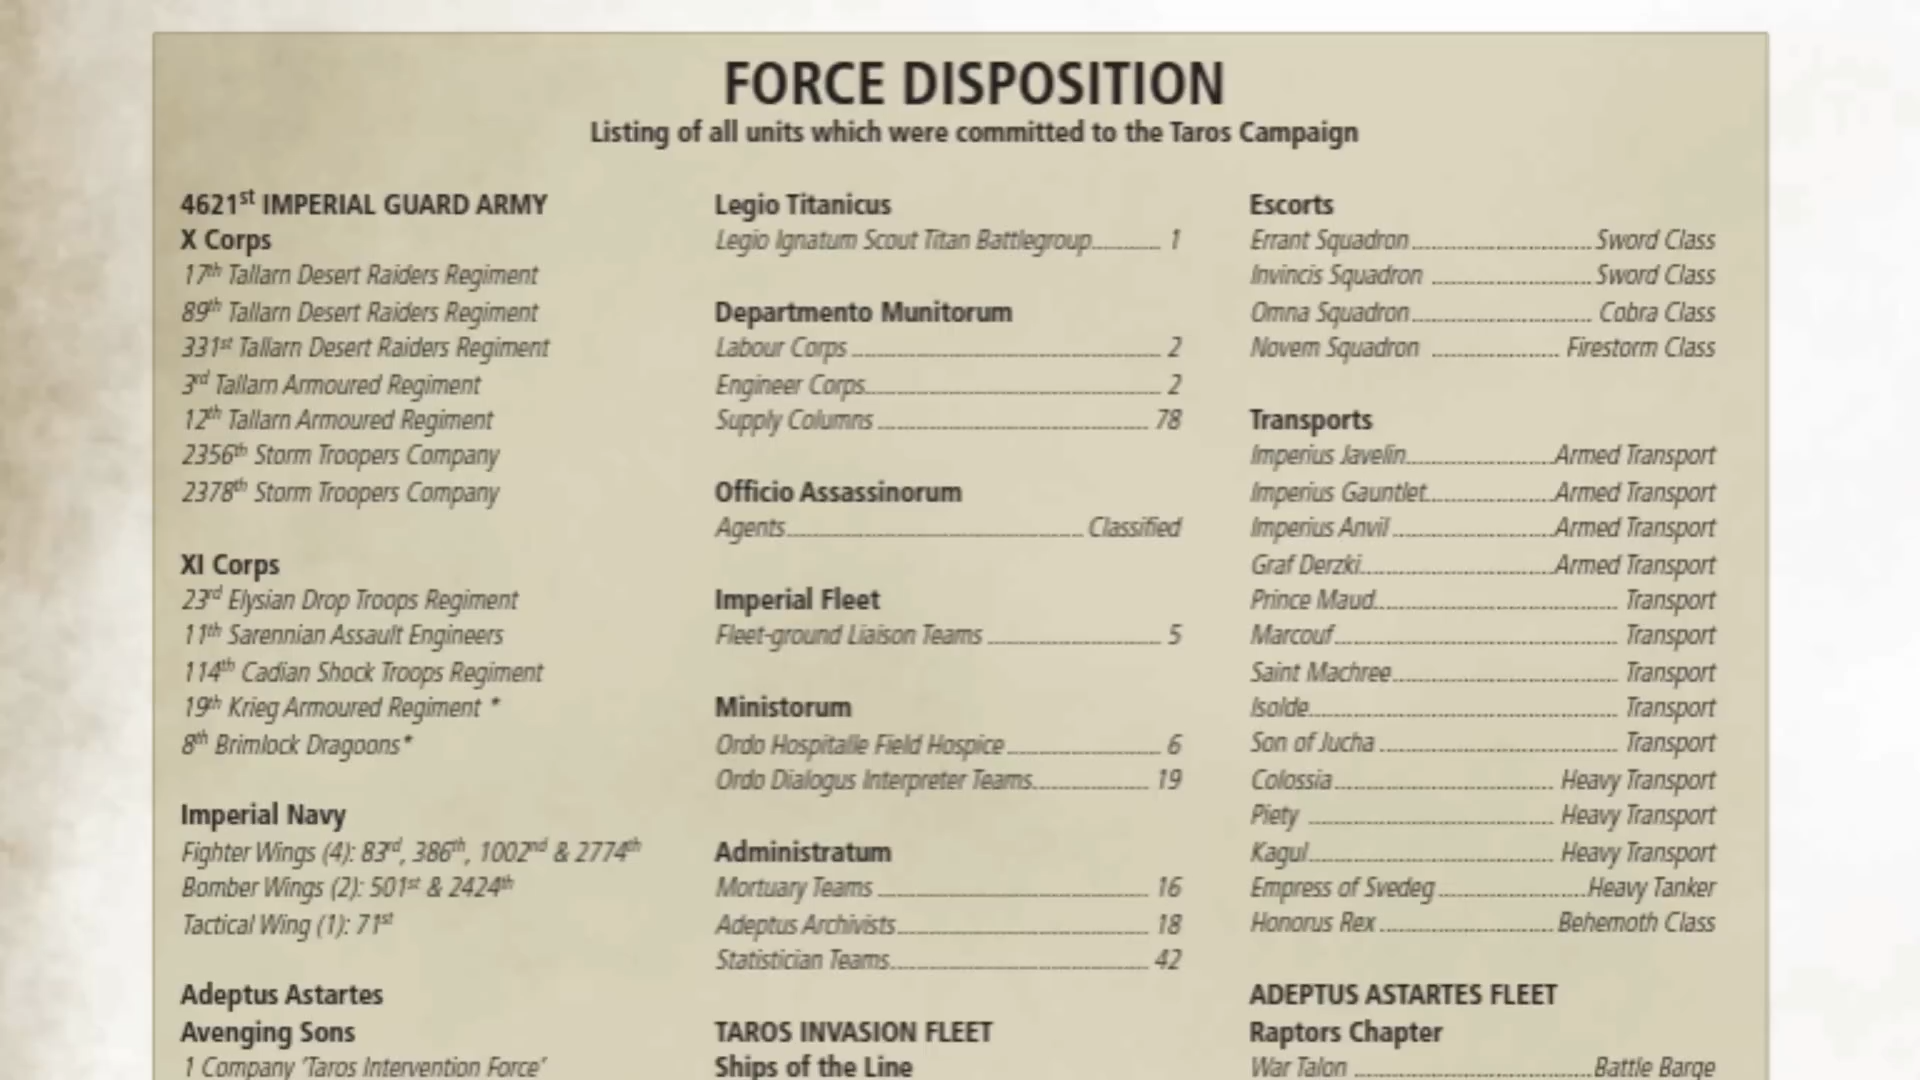 FORCE DISPOSITION
Listing of all units which were committed to the Taros Campaign
4621st IMPERIAL GUARD ARMY
X Corps
17th Tallarn Desert Raiders Regiment
89th Tallarn Desert Raiders Regiment
331st Tallarn Desert Raiders Regiment
3rd Tallarn Armoured Regiment
12th Tallarn Armoured Regiment
2356th Storm Troopers Company
2378th Storm Troopers Company
XI Corps
23rd Elysian Drop Troops Regiment
11th Sarennian Assault Engineers
114th Cadian Shock Troops Regiment
19th Krieg Armoured Regiment *
8th Brimlock Dragoons*
Imperial Navy
Fighter Wings (4): 83rd, 386th, 1002nd & 2774th
Bomber Wings (2): 501st & 2424th
Tactical Wing (1): 71st
Adeptus Astartes
Avenging Sons
1 Company 'Taros Intervention Force'
Legio Titanicus
Legio Ignatum Scout Titan Battlegroup 1
Departmento Munitorum
Labour Corps 2
Engineer Corps 2
Supply Columns 78
Officio Assassinorum
Agents Classified
Imperial Fleet
Fleet-ground Liaison Teams 5
Ministorum
Ordo Hospitalle Field Hospice 6
Ordo Dialogus Interpreter Teams 19
Administratum
Mortuary Teams 16
Adeptus Archivists 18
Statistician Teams 42
TAROS INVASION FLEET
Ships of the Line
Escorts
Errant Squadron Sword Class
Invincis Squadron Sword Class
Omna Squadron Cobra Class
Novem Squadron Firestorm Class
Transports
Imperius Javelin Armed Transport
Imperius Gauntlet Armed Transport
Imperius Anvil Armed Transport
Graf Derzki Armed Transport
Prince Maud Transport
Marcouf Transport
Saint Machree Transport
Isolde Transport
Son of Jucha Transport
Colossia Heavy Transport
Piety Heavy Transport
Kagul Heavy Transport
Empress of Svedeg Heavy Tanker
Honorus Rex Behemoth Class
ADEPTUS ASTARTES FLEET
Raptors Chapter
War Talon Battle Barge